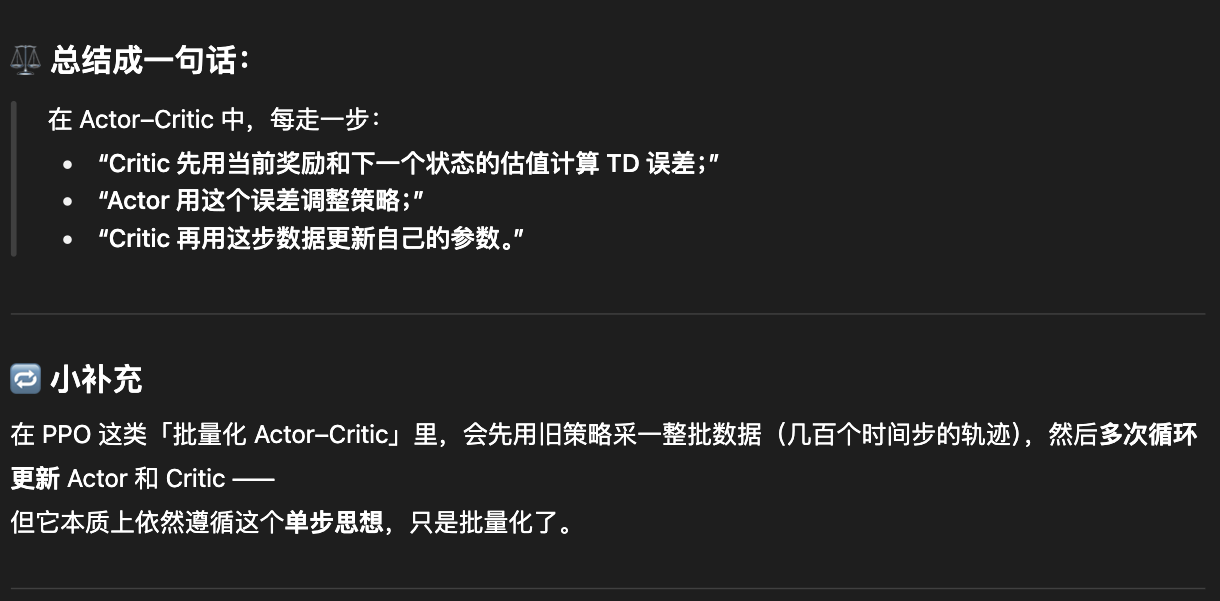 ⚖️ 总结成一句话：
在 Actor–Critic 中，每走一步：
• “Critic 先用当前奖励和下一个状态的估值计算 TD 误差；”
• “Actor 用这个误差调整策略；”
• “Critic 再用这步数据更新自己的参数。”
🔁 小补充
在 PPO 这类「批量化 Actor–Critic」里，会先用旧策略采一整批数据（几百个时间步的轨迹），然后多次循环
更新 Actor 和 Critic ——
但它本质上依然遵循这个单步思想，只是批量化了。